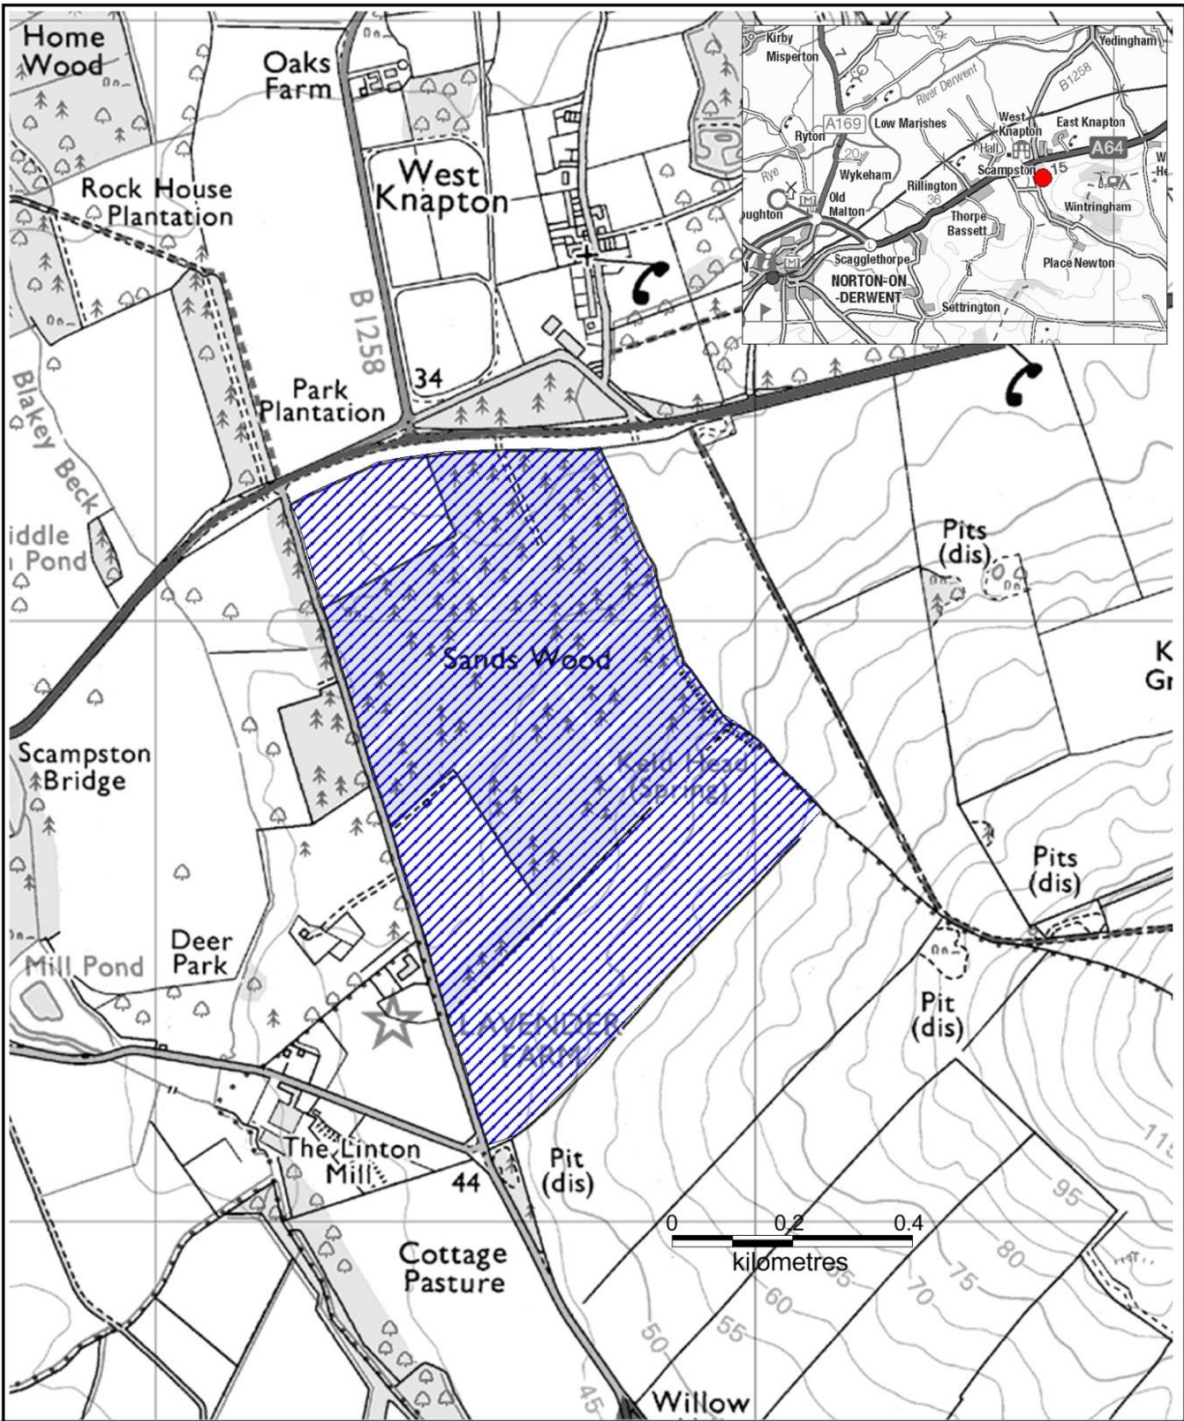 Home
Wood
Oaks
Farm
West
Knapton
Rock House
Plantation
B1258
34
Park
Plantation
Blakey Beck
iddle
Pond
Sands Wood
Keld Head
(Spring)
Pits
(dis)
K
Gr
Scampston
Bridge
Pits
(dis)
Deer
Park
Mill Pond
LAVENDER
FARM
Pit
(dis)
The Linton
Mill
44
Pit
(dis)
Cottage
Pasture
0 0.2 0.4
kilometres
45
50
55
60
65
70
75
80
95
Willow
Kirby
Misperton
Yedingham
River Derwent
B1258
A169
Low Marishes
West
Knapton
East Knapton
Ryton
Hall
A64
Rye
20
Wykeham
Scampston
15
Rillington
36
Old
Malton
Wintringham
oughton
Thorpe
Bassett
Scagglethorpe
Place Newton
NORTON-ON
-DERWENT
Settrington